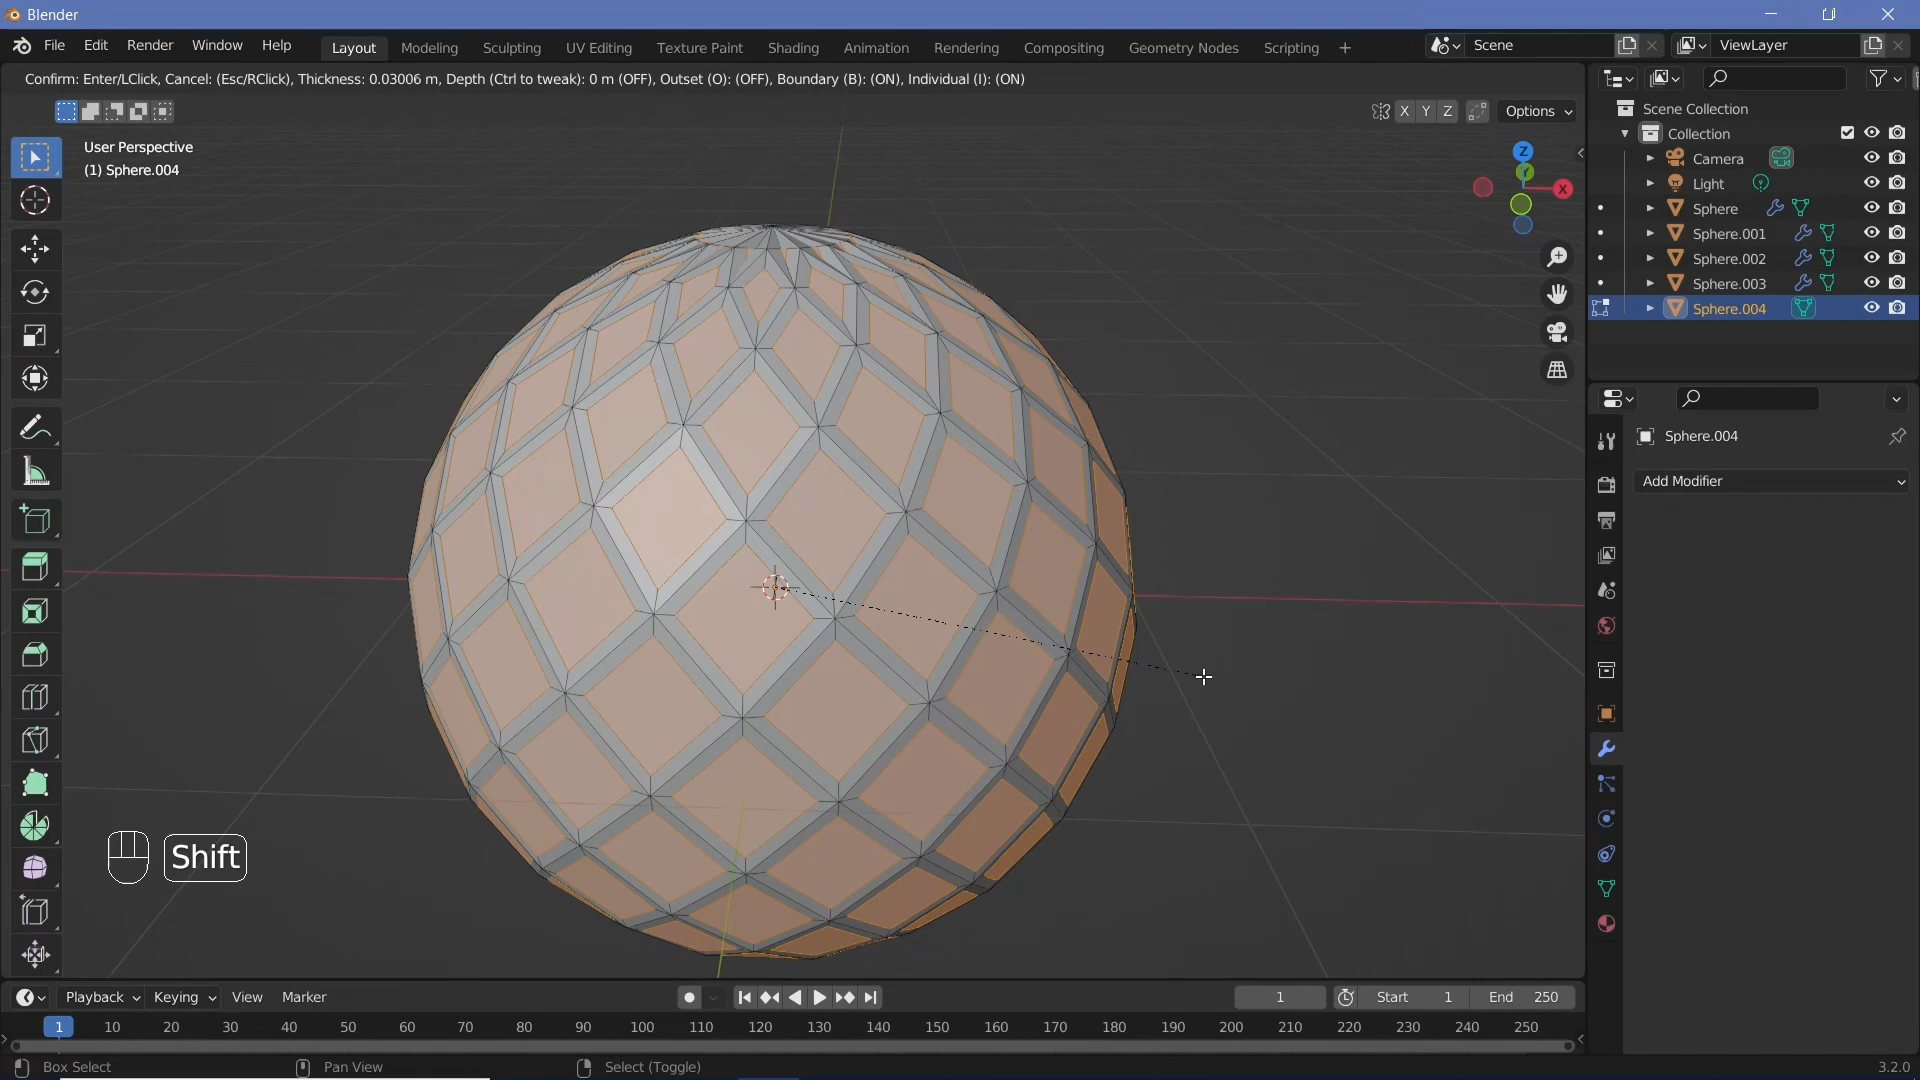 Blender
File Edit Render Window Help Layout Modeling Sculpting UV Editing Texture Paint Shading Animation Rendering Compositing Geometry Nodes Scripting + Scene ViewLayer
Confirm: Enter/LClick, Cancel: (Esc/RClick), Thickness: 0.03006 m, Depth (Ctrl to tweak): 0 m (OFF), Outset (O): (OFF), Boundary (B): (ON), Individual (I): (ON)
X Y Z Options
User Perspective
(1) Sphere.004
Z
Y
X
Scene Collection
Collection
Camera
Light
Sphere
Sphere.001
Sphere.002
Sphere.003
Sphere.004
Sphere.004
Add Modifier
Shift
Playback Keying View Marker 1 Start 1 End 250
1 10 20 30 40 50 60 70 80 90 100 110 120 130 140 150 160 170 180 190 200 210 220 230 240 250
Box Select Pan View Select (Toggle) 3.2.0